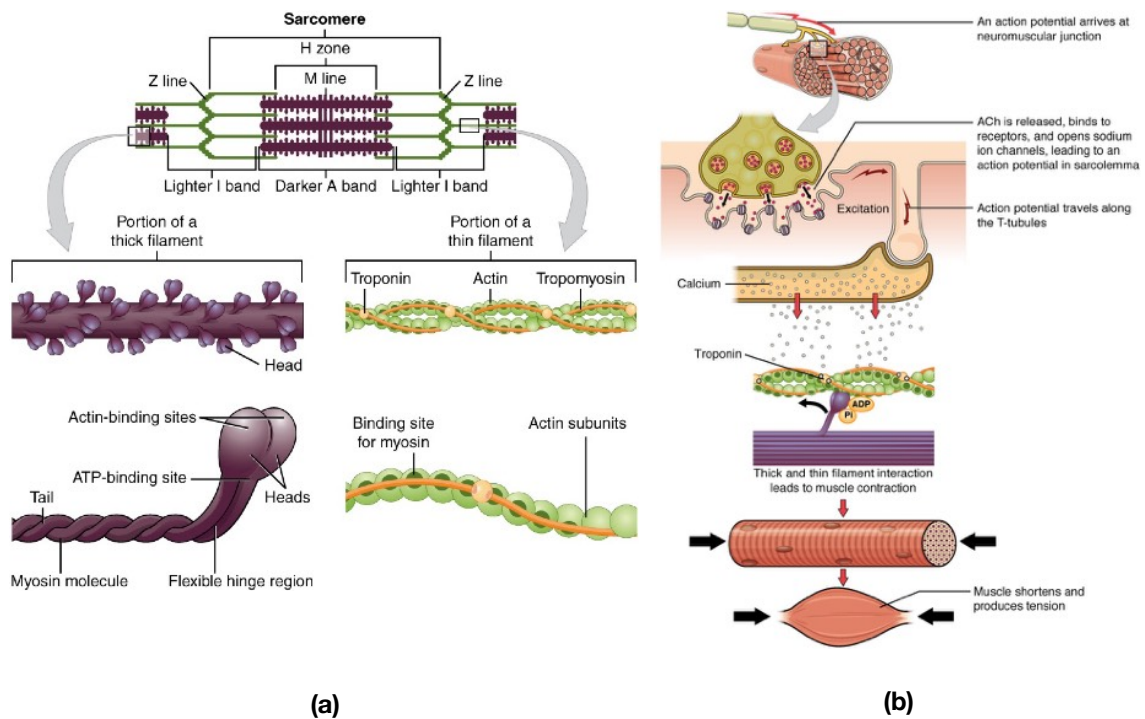 Sarcomere
H zone
Z line
M line
Z line
Lighter I band
Darker A band
Lighter I band
Portion of a
thick filament
Portion of a
thin filament
Troponin
Actin
Tropomyosin
Head
Actin-binding sites
ATP-binding site
Heads
Tail
Myosin molecule
Flexible hinge region
Binding site
for myosin
Actin subunits
(a)
An action potential arrives at
neuromuscular junction
ACh is released, binds to
receptors, and opens sodium
ion channels, leading to an
action potential in sarcolemma
Excitation
Action potential travels along
the T-tubules
Calcium
Troponin
ADP
Pi
Thick and thin filament interaction
leads to muscle contraction
Muscle shortens and
produces tension
(b)